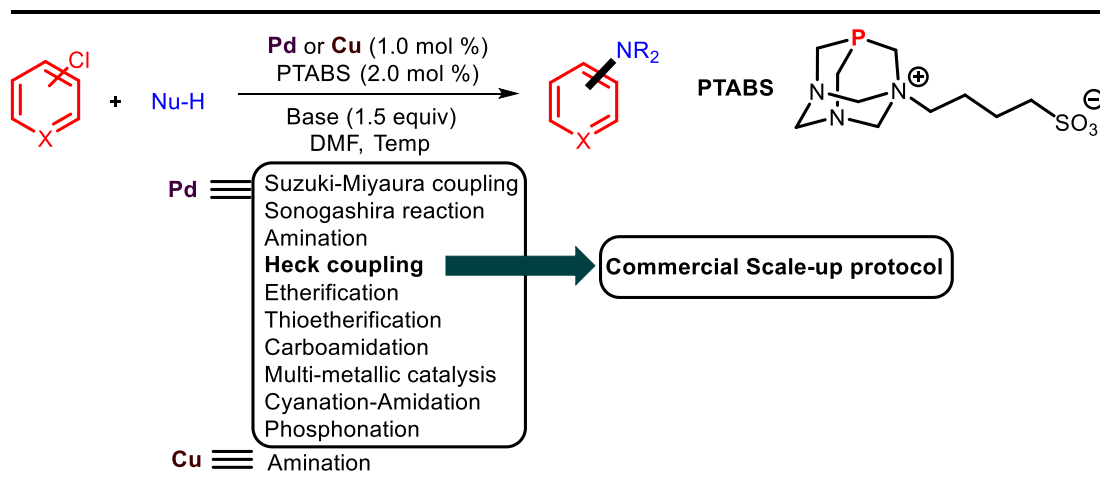 Cl
X
+
Nu-H
Pd or Cu (1.0 mol %)
PTABS (2.0 mol %)
Base (1.5 equiv)
DMF, Temp
NR₂
X
PTABS
P
N
N
N
⊕
SO₃
⊖
Pd
Suzuki-Miyaura coupling
Sonogashira reaction
Amination
Heck coupling
Etherification
Thioetherification
Carboamidation
Multi-metallic catalysis
Cyanation-Amidation
Phosphonation
Commercial Scale-up protocol
Cu
Amination